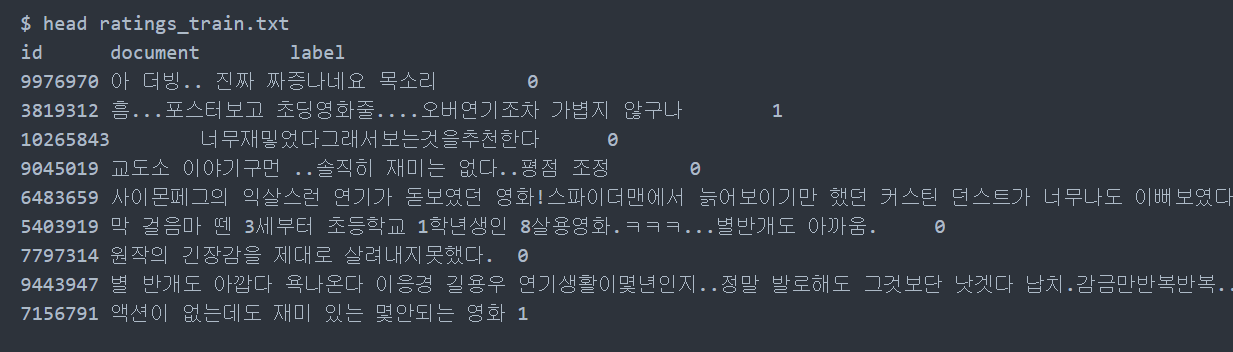 $ head ratings_train.txt
id document label
9976970 아 더빙.. 진짜 짜증나네요 목소리 0
3819312 흠...포스터보고 초딩영화줄....오버연기조차 가볍지 않구나 1
10265843 너무재밓었다그래서보는것을추천한다 0
9045019 교도소 이야기구먼 ..솔직히 재미는 없다..평점 조정 0
6483659 사이몬페그의 익살스런 연기가 돋보였던 영화!스파이더맨에서 늙어보이기만 했던 커스틴 던스트가 너무나도 이뻐보였다
5403919 막 걸음마 뗀 3세부터 초등학교 1학년생인 8살용영화.ㅋㅋㅋ...별반개도 아까움. 0
7797314 원작의 긴장감을 제대로 살려내지못했다. 0
9443947 별 반개도 아깝다 욕나온다 이응경 길용우 연기생활이몇년인지..정말 발로해도 그것보단 낫겟다 납치.감금만반복반복..
7156791 액션이 없는데도 재미 있는 몇안되는 영화 1